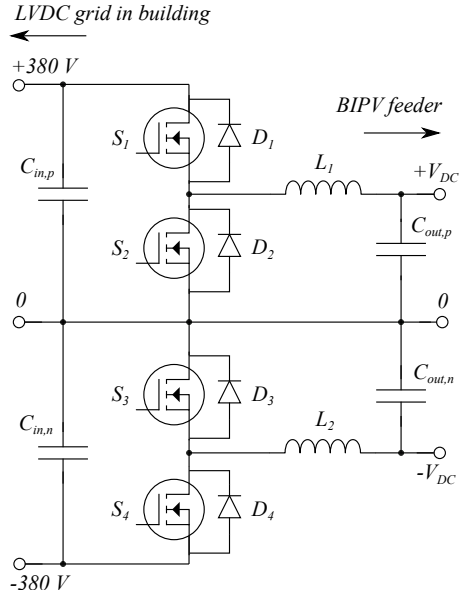 LVDC grid in building
+380 V
BIPV feeder
S1
D1
L1
+VDC
Cin,p
S2
D2
Cout,p
0
0
S3
D3
Cout,n
Cin,n
L2
-VDC
S4
D4
-380 V